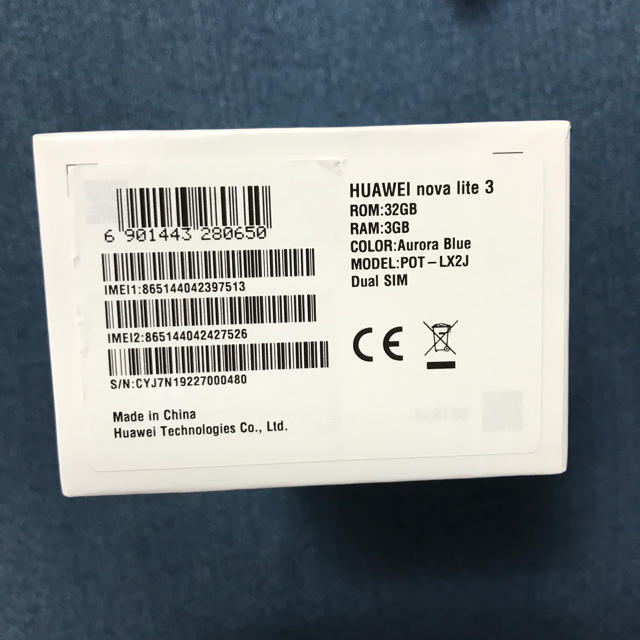 6 901443 280650
IMEI1:865144042397513
IMEI2:865144042427526
S/N:CYJ7N19227000480
Made in China
Huawei Technologies Co., Ltd.
HUAWEI nova lite 3
ROM:32GB
RAM:3GB
COLOR:Aurora Blue
MODEL:POT-LX2J
Dual SIM
CE